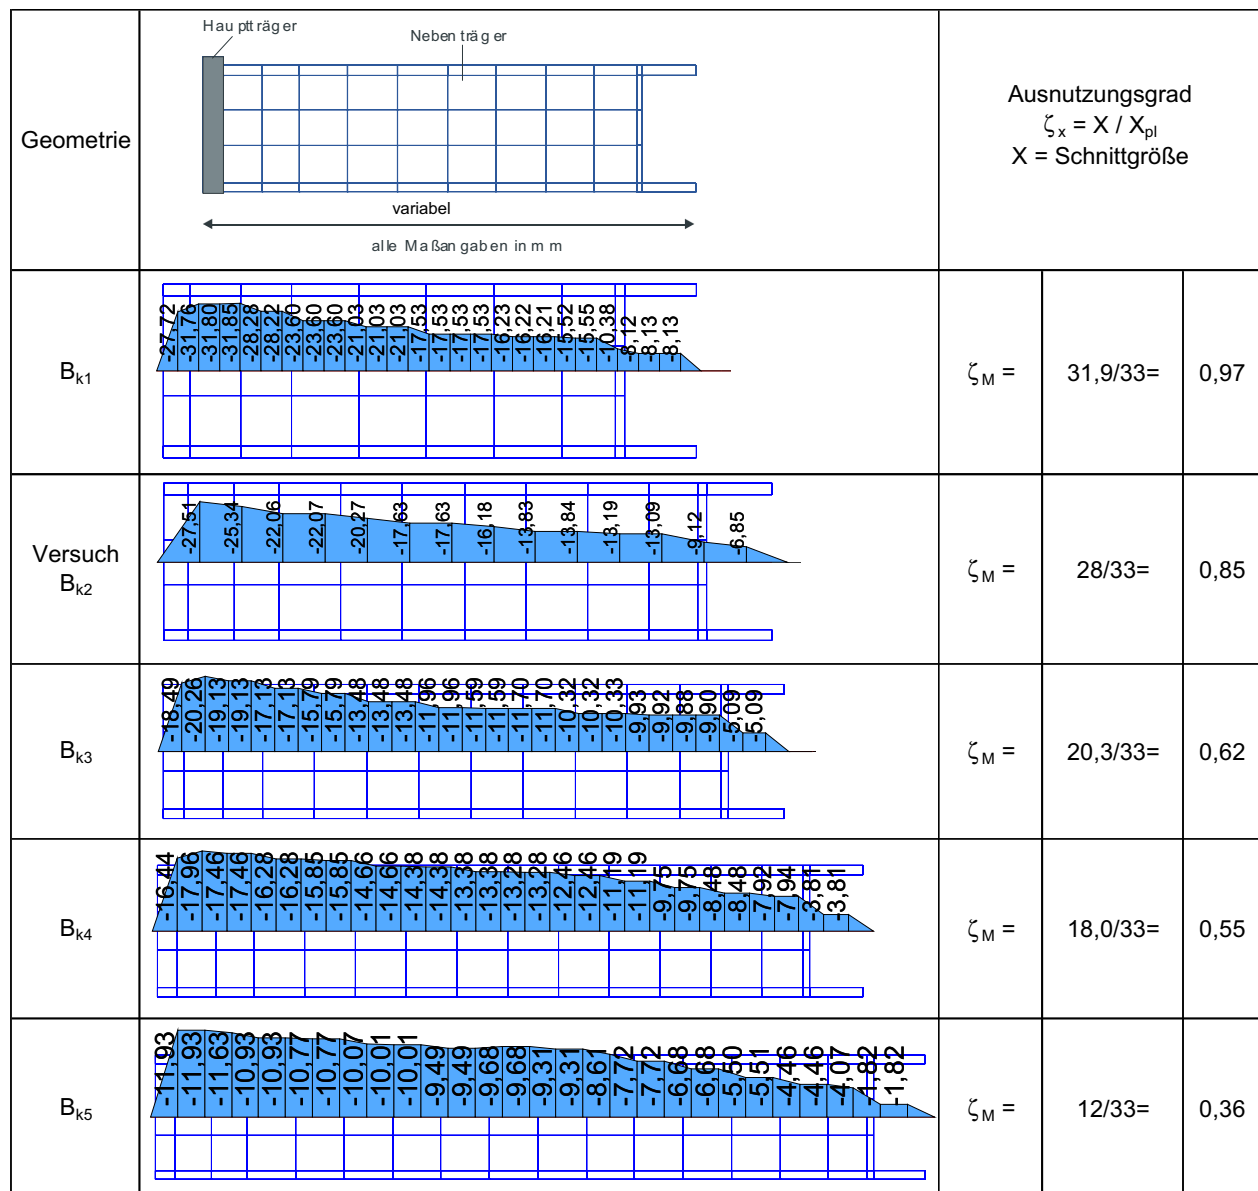 Geometrie
Hauptträger
Nebenträger
variabel
alle Maßangaben in mm
Ausnutzungsgrad
ζx = X / Xpl
X = Schnittgröße
Bk1
-27,72 -31,76 -31,80 -31,85 -28,28 -28,22 -23,60 -23,60 -23,60 -21,03 -21,03 -21,03 -17,53 -17,53 -17,53 -17,53 -16,23 -16,22 -16,21 -15,52 -15,55 -10,38 -8,12 -8,13 -8,13
ζM = 31,9/33= 0,97
Versuch
Bk2
-27,51 -25,34 -22,06 -22,07 -20,27 -17,63 -17,63 -16,18 -13,83 -13,84 -13,19 -13,09 -9,12 -6,85
ζM = 28/33= 0,85
Bk3
-18,49 -20,26 -19,13 -19,13 -17,13 -17,13 -15,79 -15,79 -13,48 -13,48 -13,48 -11,96 -11,96 -11,59 -11,59 -11,70 -11,70 -10,32 -10,32 -10,33 -9,93 -9,92 -9,88 -9,90 -5,09 -5,09
ζM = 20,3/33= 0,62
Bk4
-16,44 -17,96 -17,46 -17,46 -16,28 -16,28 -15,85 -15,85 -14,66 -14,66 -14,38 -14,38 -13,38 -13,38 -13,28 -13,28 -12,46 -12,46 -11,19 -11,19 -9,75 -9,75 -8,48 -8,48 -7,92 -7,94 -3,81 -3,81
ζM = 18,0/33= 0,55
Bk5
-11,93 -11,93 -11,63 -10,93 -10,93 -10,77 -10,77 -10,07 -10,01 -10,01 -9,49 -9,49 -9,68 -9,68 -9,31 -9,31 -7,72 -7,72 -6,68 -6,68 -5,50 -5,51 -4,46 -4,46 -4,07 -1,82 -1,82
ζM = 12/33= 0,36